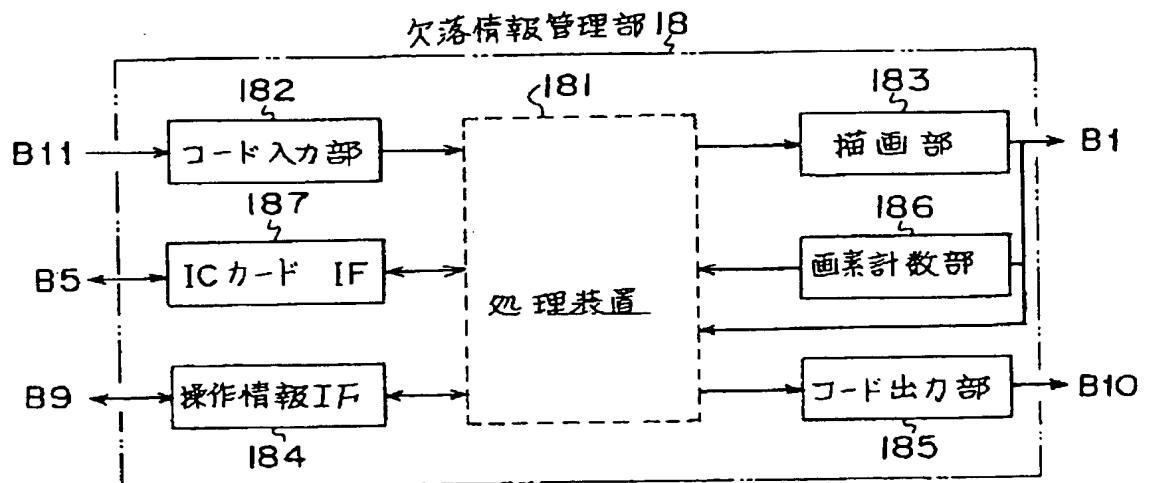 欠落情報管理部18
182
181
183
B11
コード入力部
描画部
B1
187
186
B5
ICカード IF
画素計数部
処理装置
B9
操作情報IF
コード出力部
B10
184
185